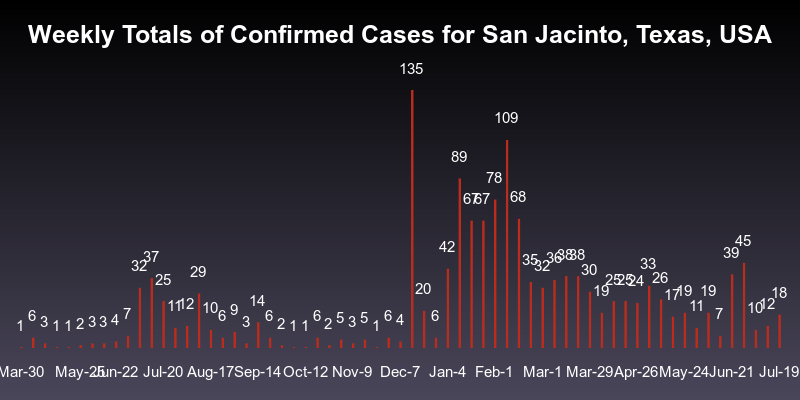 Weekly Totals of Confirmed Cases for San Jacinto, Texas, USA
135
109
89
78
67 67 68
42 45
37 39
32 35 32 36 38 38 33
29 30
25 25 25 24 26
20 19 17 19 19 18
14
11 12 10 11 10 12
1 6 3 1 1 2 3 3 4 7 6 9 3 6 2 1 1 6 2 5 3 5 1 6 4 6 7
Mar-30 May-25 Jun-22 Jul-20 Aug-17 Sep-14 Oct-12 Nov-9 Dec-7 Jan-4 Feb-1 Mar-1 Mar-29 Apr-26 May-24 Jun-21 Jul-19